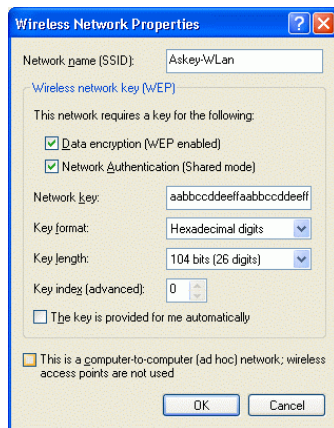 Wireless Network Properties
Network name (SSID): Askey-WLan
Wireless network key (WEP)
This network requires a key for the following:
Data encryption (WEP enabled)
Network Authentication (Shared mode)
Network key: aabbccddeeffaabbccddeeff
Key format: Hexadecimal digits
Key length: 104 bits (26 digits)
Key index (advanced): 0
The key is provided for me automatically
This is a computer-to-computer (ad hoc) network; wireless
access points are not used
OK Cancel